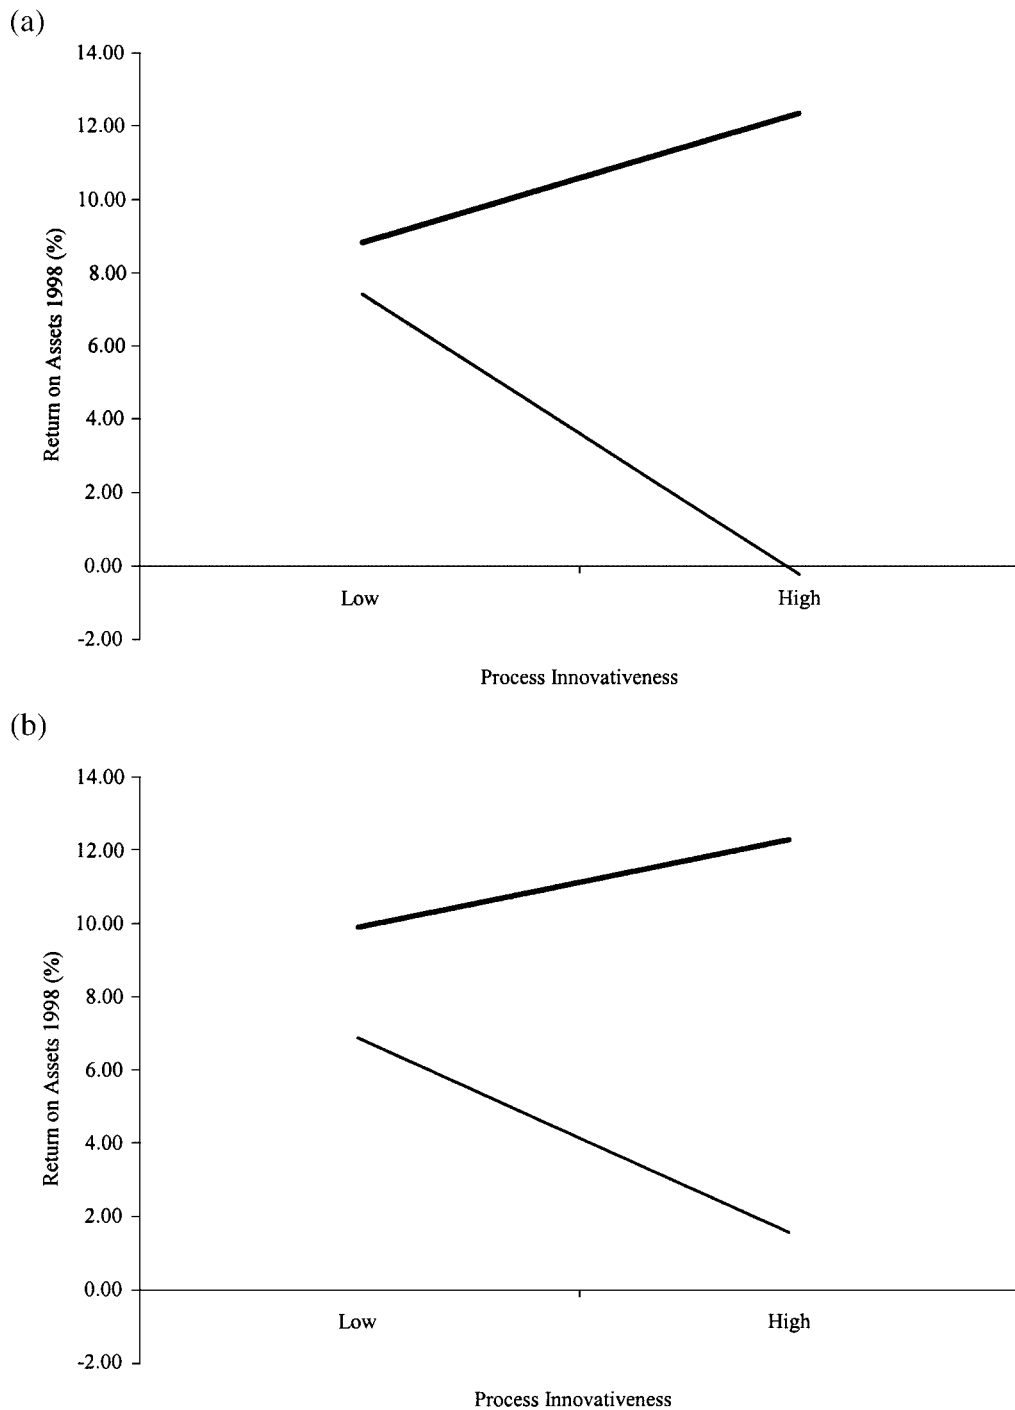 (a)
14.00
12.00
10.00
8.00
6.00
4.00
2.00
0.00
-2.00
Return on Assets 1998 (%)
Low
High
Process Innovativeness
(b)
14.00
12.00
10.00
8.00
6.00
4.00
2.00
0.00
-2.00
Return on Assets 1998 (%)
Low
High
Process Innovativeness